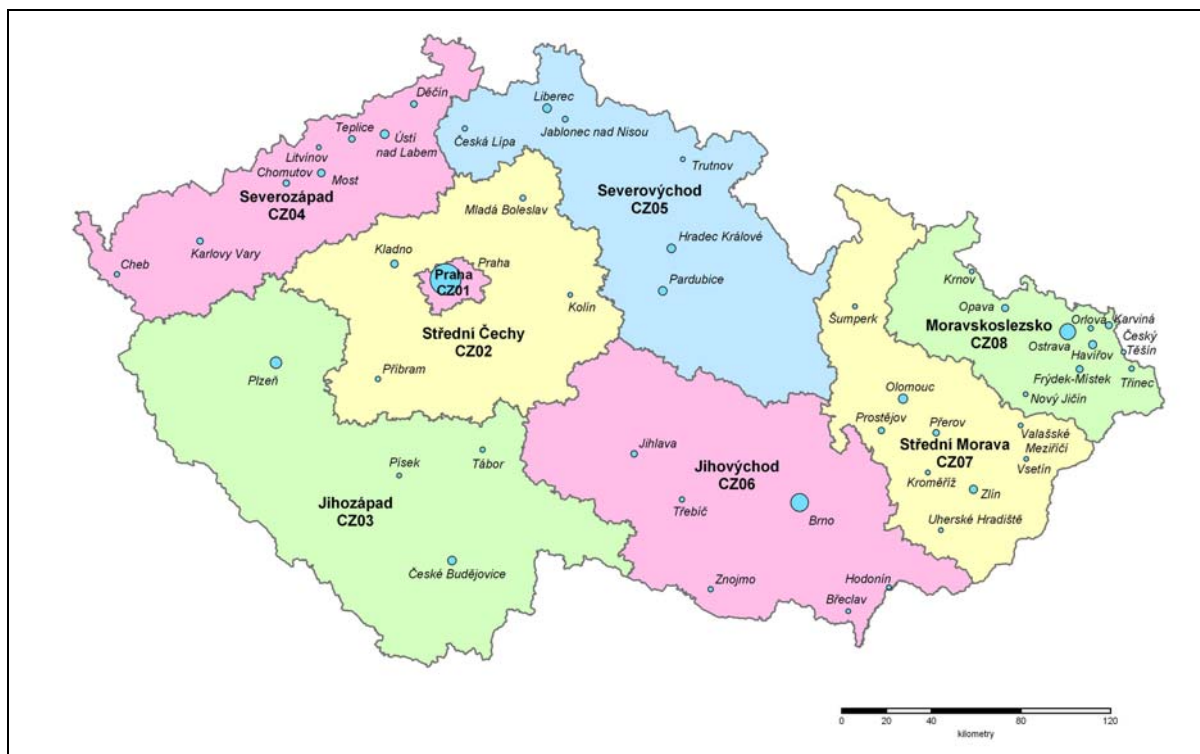 Děčín
Teplice
Ústí
nad Labem
Litvínov
Chomutov
Most
Severozápad
CZ04
Karlovy Vary
Cheb
Liberec
Jablonec nad Nisou
Česká Lípa
Trutnov
Severovýchod
CZ05
Hradec Králové
Pardubice
Mladá Boleslav
Kladno
Praha
Praha
CZ01
Kolín
Střední Čechy
CZ02
Příbram
Plzeň
Písek
Tábor
Jihozápad
CZ03
České Budějovice
Jihlava
Jihovýchod
CZ06
Třebíč
Brno
Znojmo
Hodonín
Břeclav
Šumperk
Olomouc
Prostějov
Přerov
Střední Morava
CZ07
Valašské
Meziříčí
Vsetín
Kroměříž
Zlín
Uherské Hradiště
Krnov
Opava
Orlová
Karviná
Moravskoslezsko
CZ08
Český
Těšín
Ostrava
Havířov
Frýdek-Místek
Třinec
Nový Jičín
0 20 40 80 120
kilometry